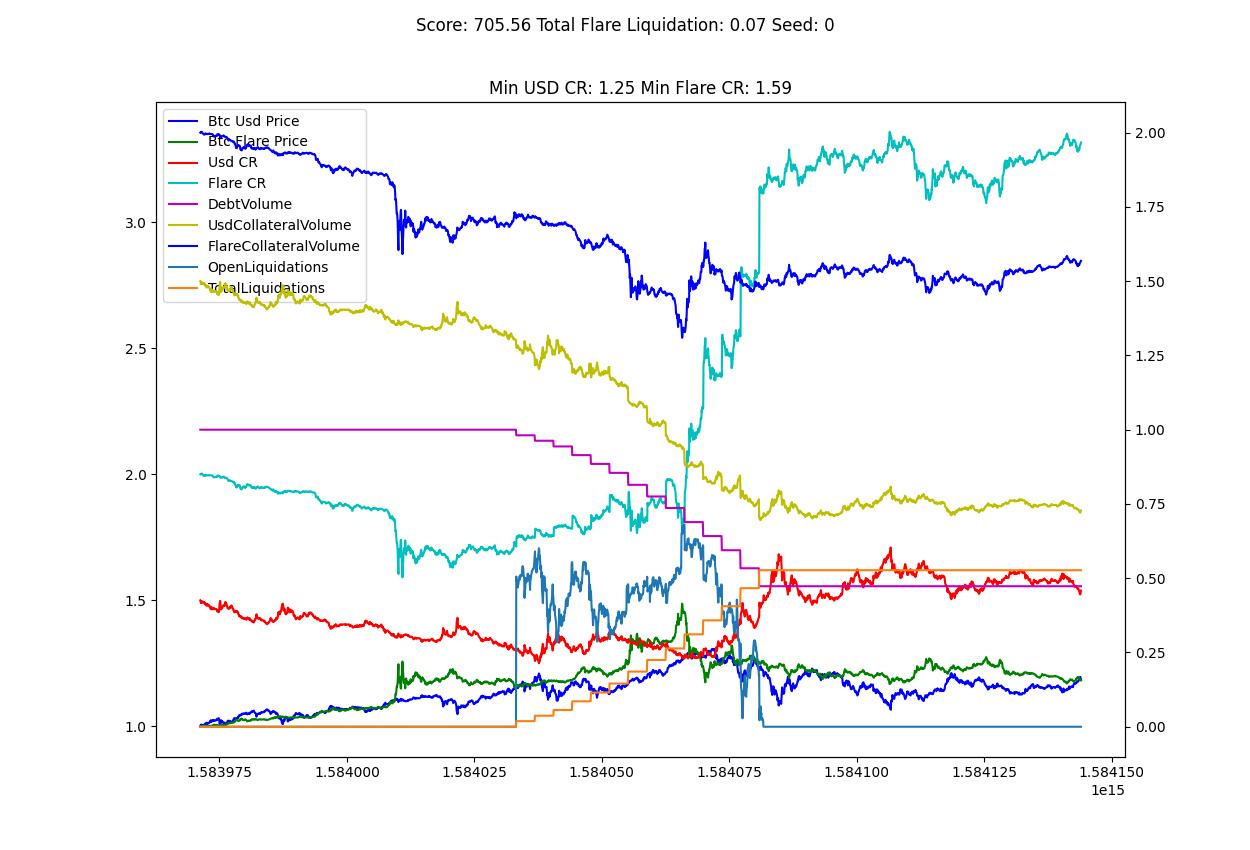 Score: 705.56 Total Flare Liquidation: 0.07 Seed: 0
Min USD CR: 1.25 Min Flare CR: 1.59
Btc Usd Price
Btc Flare Price
Usd CR
Flare CR
DebtVolume
UsdCollateralVolume
FlareCollateralVolume
OpenLiquidations
TotalLiquidations
3.0
2.5
2.0
1.5
1.0
2.00
1.75
1.50
1.25
1.00
0.75
0.50
0.25
0.00
1.583975 1.584000 1.584025 1.584050 1.584075 1.584100 1.584125 1.584150
1e15